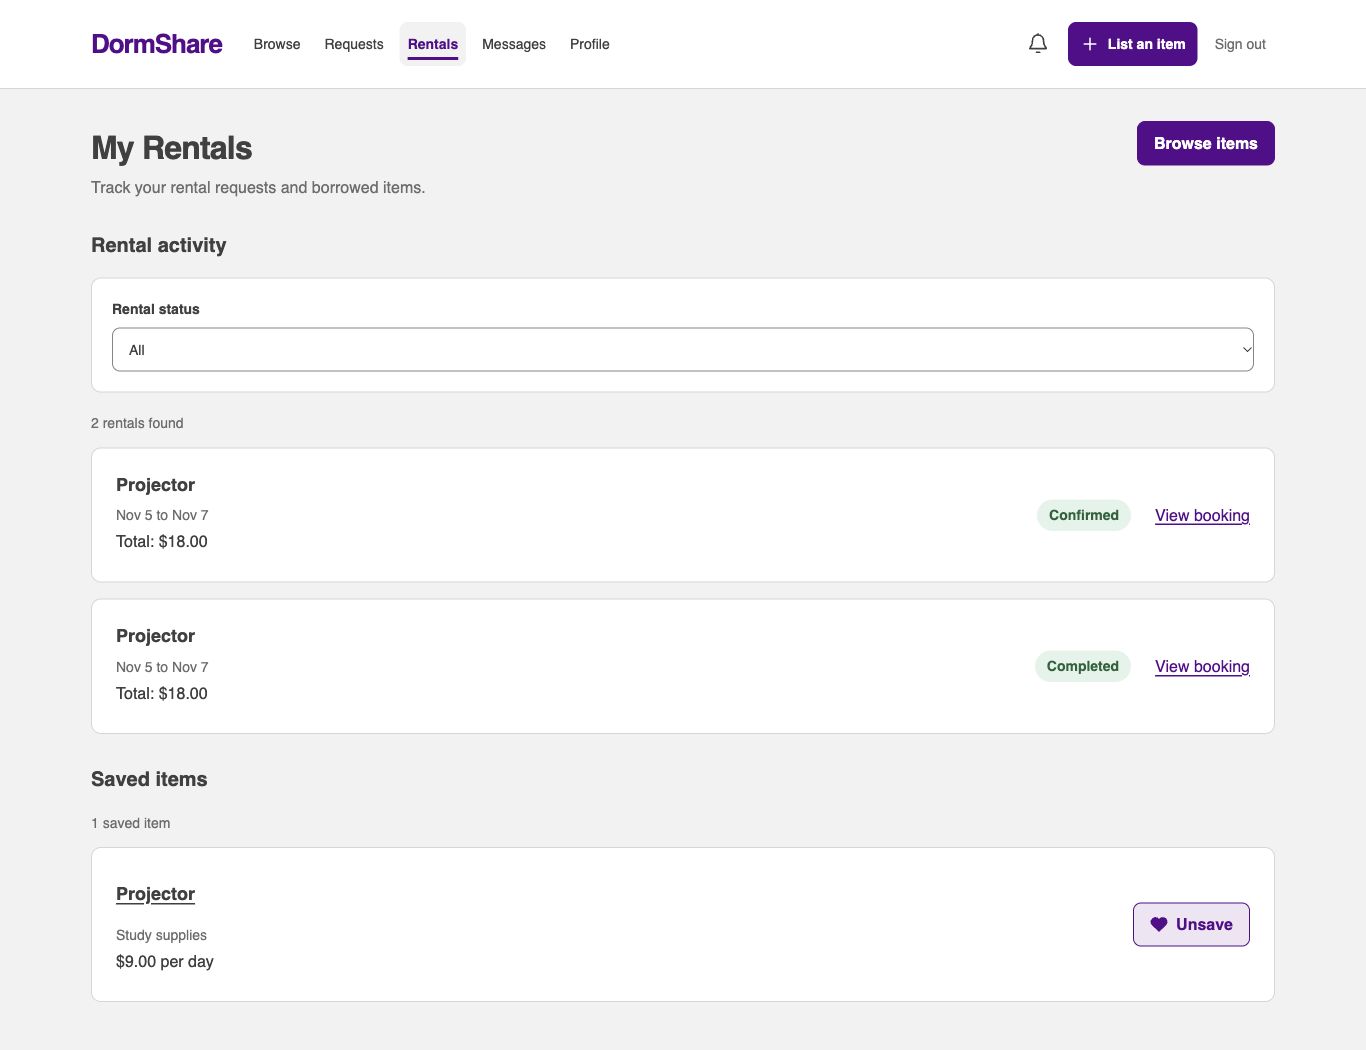 DormShare
Browse
Requests
Rentals
Messages
Profile
List an item
Sign out
My Rentals
Browse items
Track your rental requests and borrowed items.
Rental activity
Rental status
All
2 rentals found
Projector
Nov 5 to Nov 7
Total: $18.00
Confirmed
View booking
Projector
Nov 5 to Nov 7
Total: $18.00
Completed
View booking
Saved items
1 saved item
Projector
Study supplies
$9.00 per day
Unsave